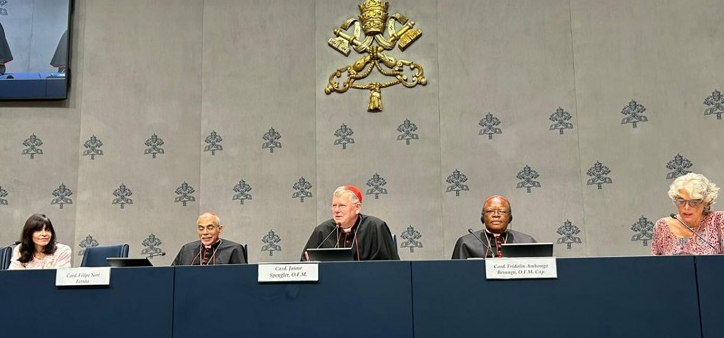 Card. Filipe Neri
Ferrão
Card. Jaime
Spengler, O.F.M.
Card. Fridolin Ambongo
Besungu, O.F.M. Cap.